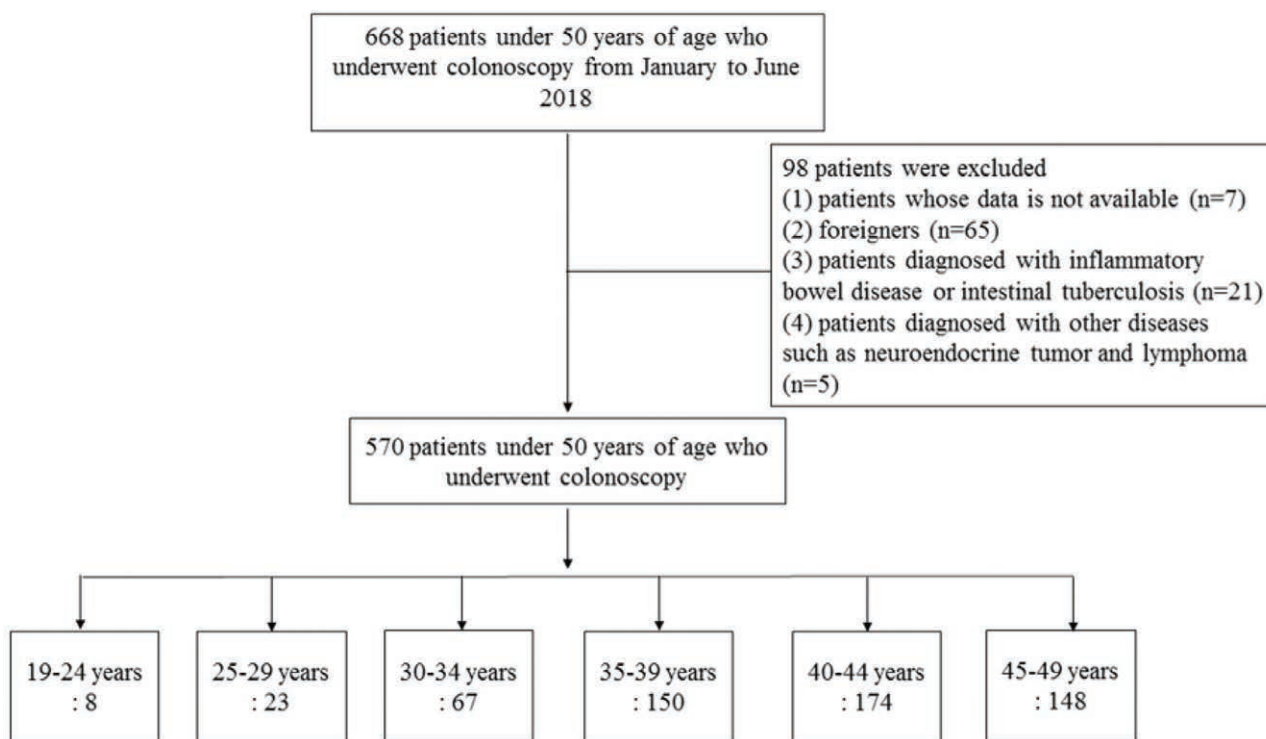 668 patients under 50 years of age who
underwent colonoscopy from January to June
2018
98 patients were excluded
(1) patients whose data is not available (n=7)
(2) foreigners (n=65)
(3) patients diagnosed with inflammatory
bowel disease or intestinal tuberculosis (n=21)
(4) patients diagnosed with other diseases
such as neuroendocrine tumor and lymphoma
(n=5)
570 patients under 50 years of age who
underwent colonoscopy
19-24 years
: 8
25-29 years
: 23
30-34 years
: 67
35-39 years
: 150
40-44 years
: 174
45-49 years
: 148